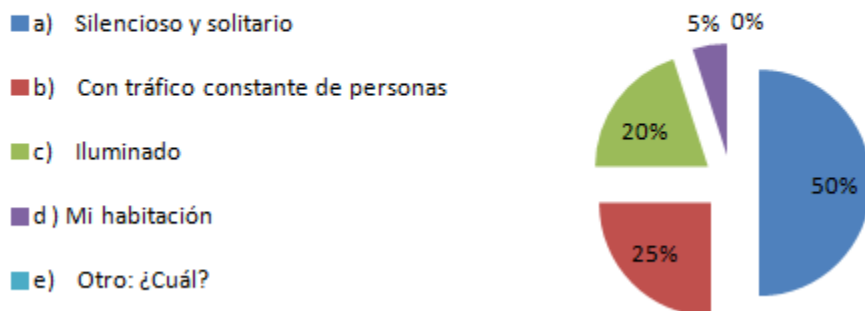 a) Silencioso y solitario
b) Con tráfico constante de personas
c) Iluminado
d ) Mi habitación
e) Otro: ¿Cuál?
5% 0%
20%
50%
25%